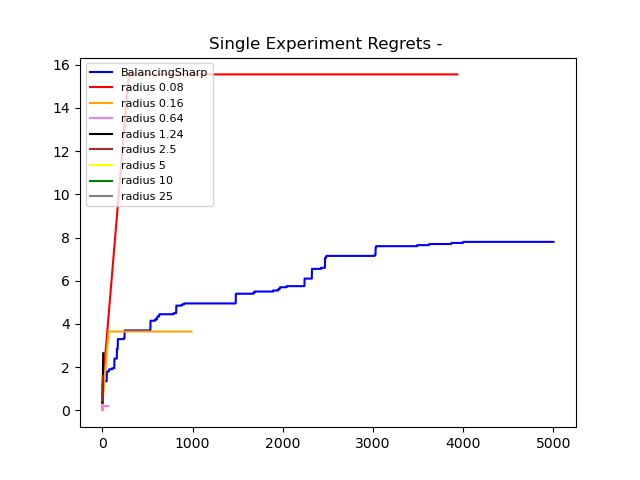 Single Experiment Regrets -
BalancingSharp
radius 0.08
radius 0.16
radius 0.64
radius 1.24
radius 2.5
radius 5
radius 10
radius 25
16
14
12
10
8
6
4
2
0
0 1000 2000 3000 4000 5000